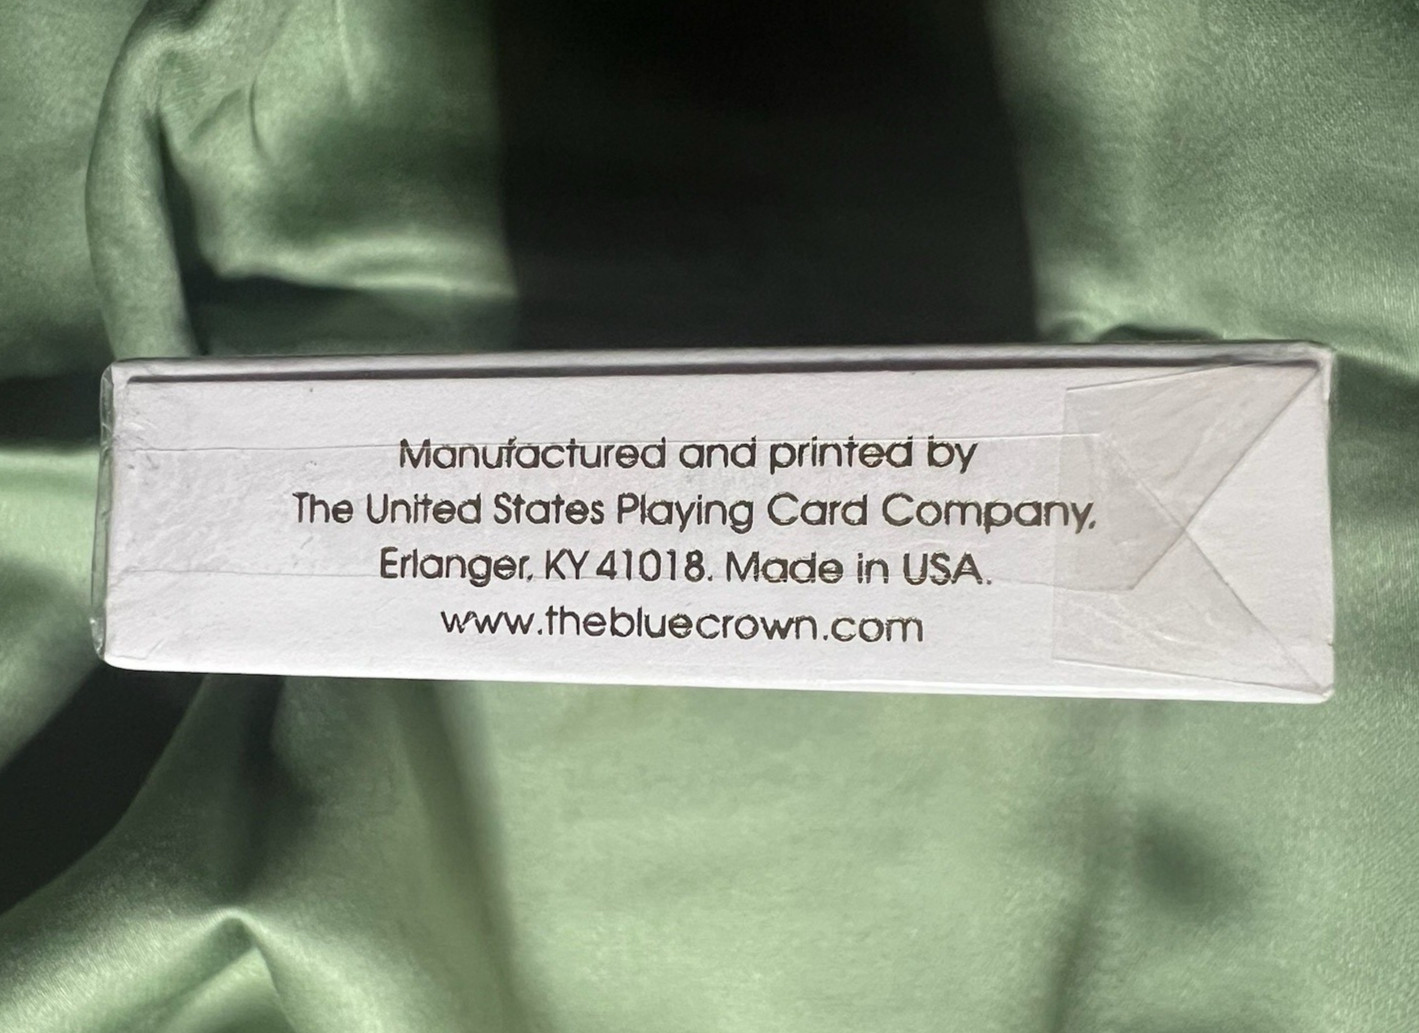 Manufactured and printed by
The United States Playing Card Company,
Erlanger, KY 41018. Made in USA.
www.thebluecrown.com